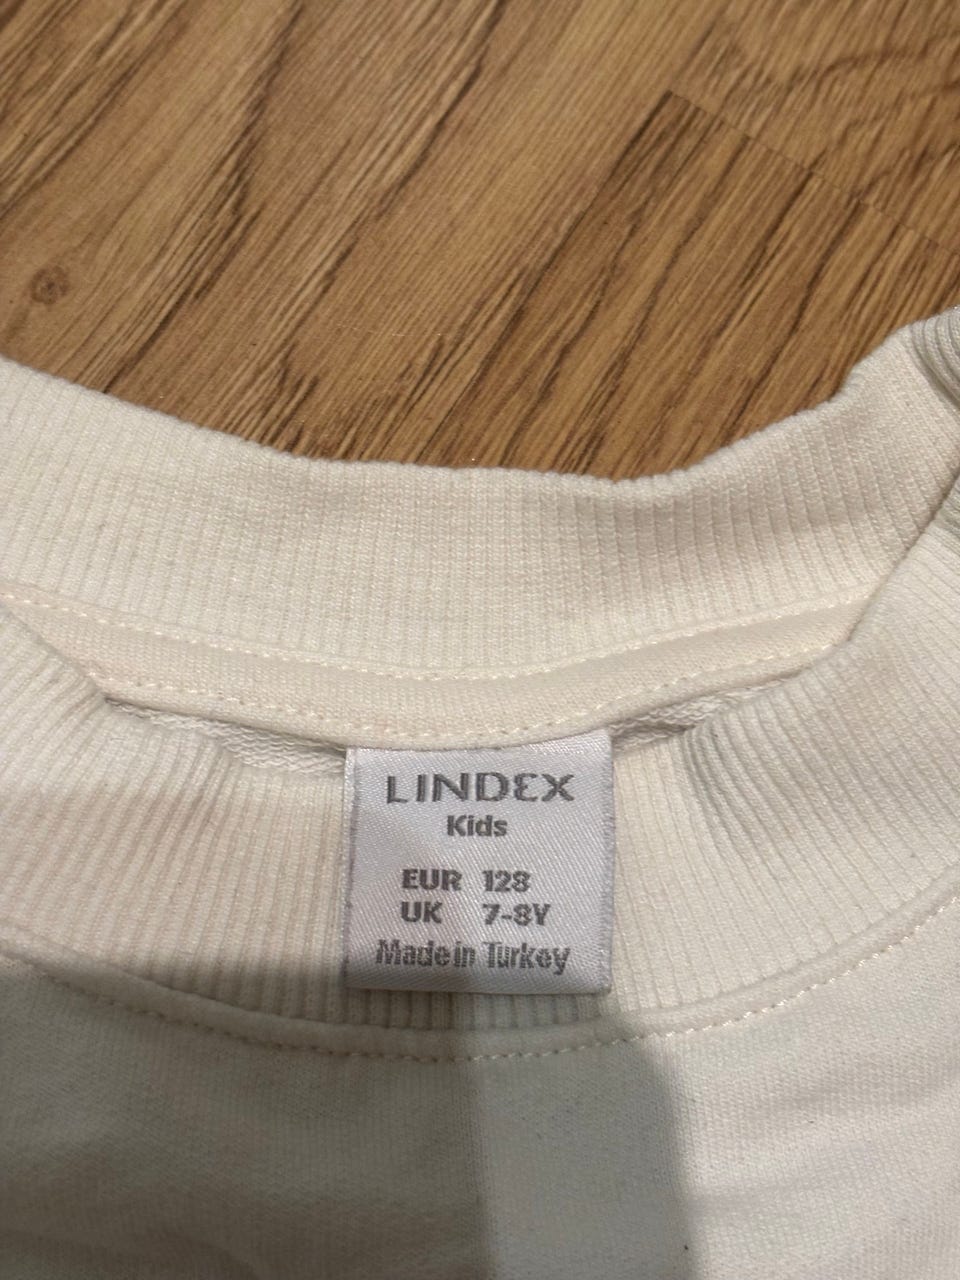 LINDEX
Kids
EUR 128
UK 7-8Y
Made in Turkey